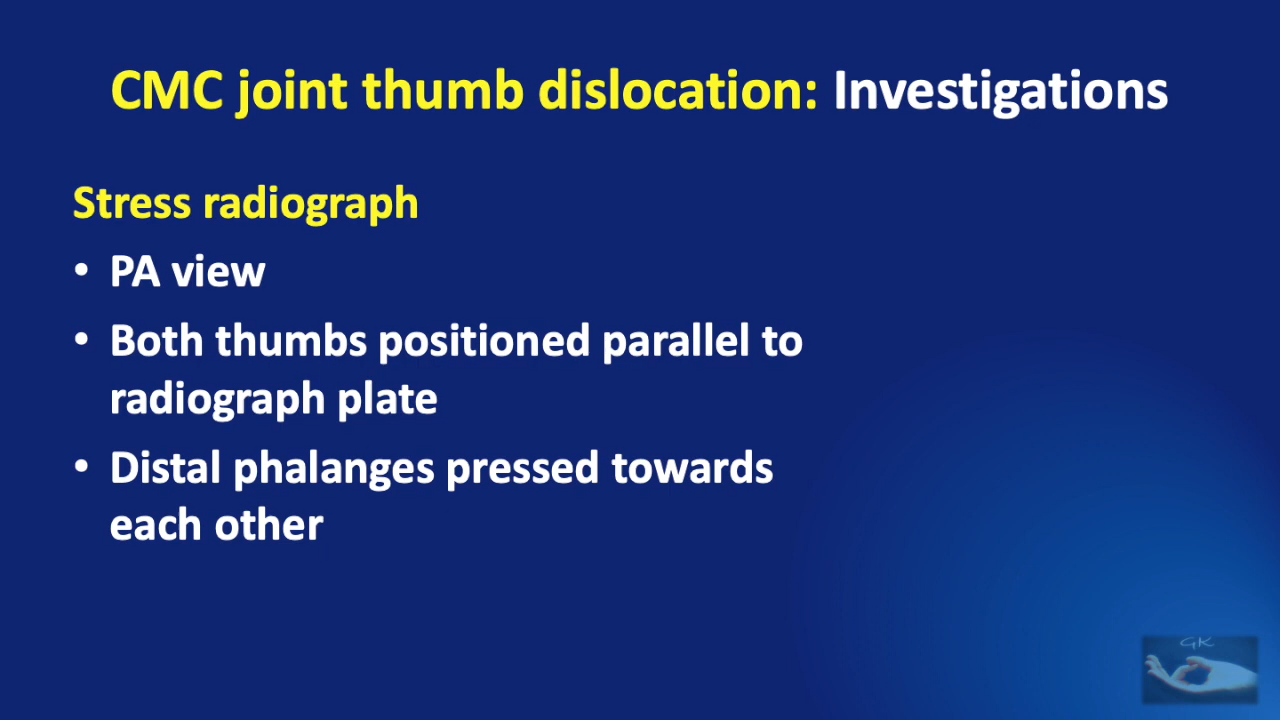 CMC joint thumb dislocation: Investigations
Stress radiograph
• PA view
• Both thumbs positioned parallel to
radiograph plate
• Distal phalanges pressed towards
each other
GK